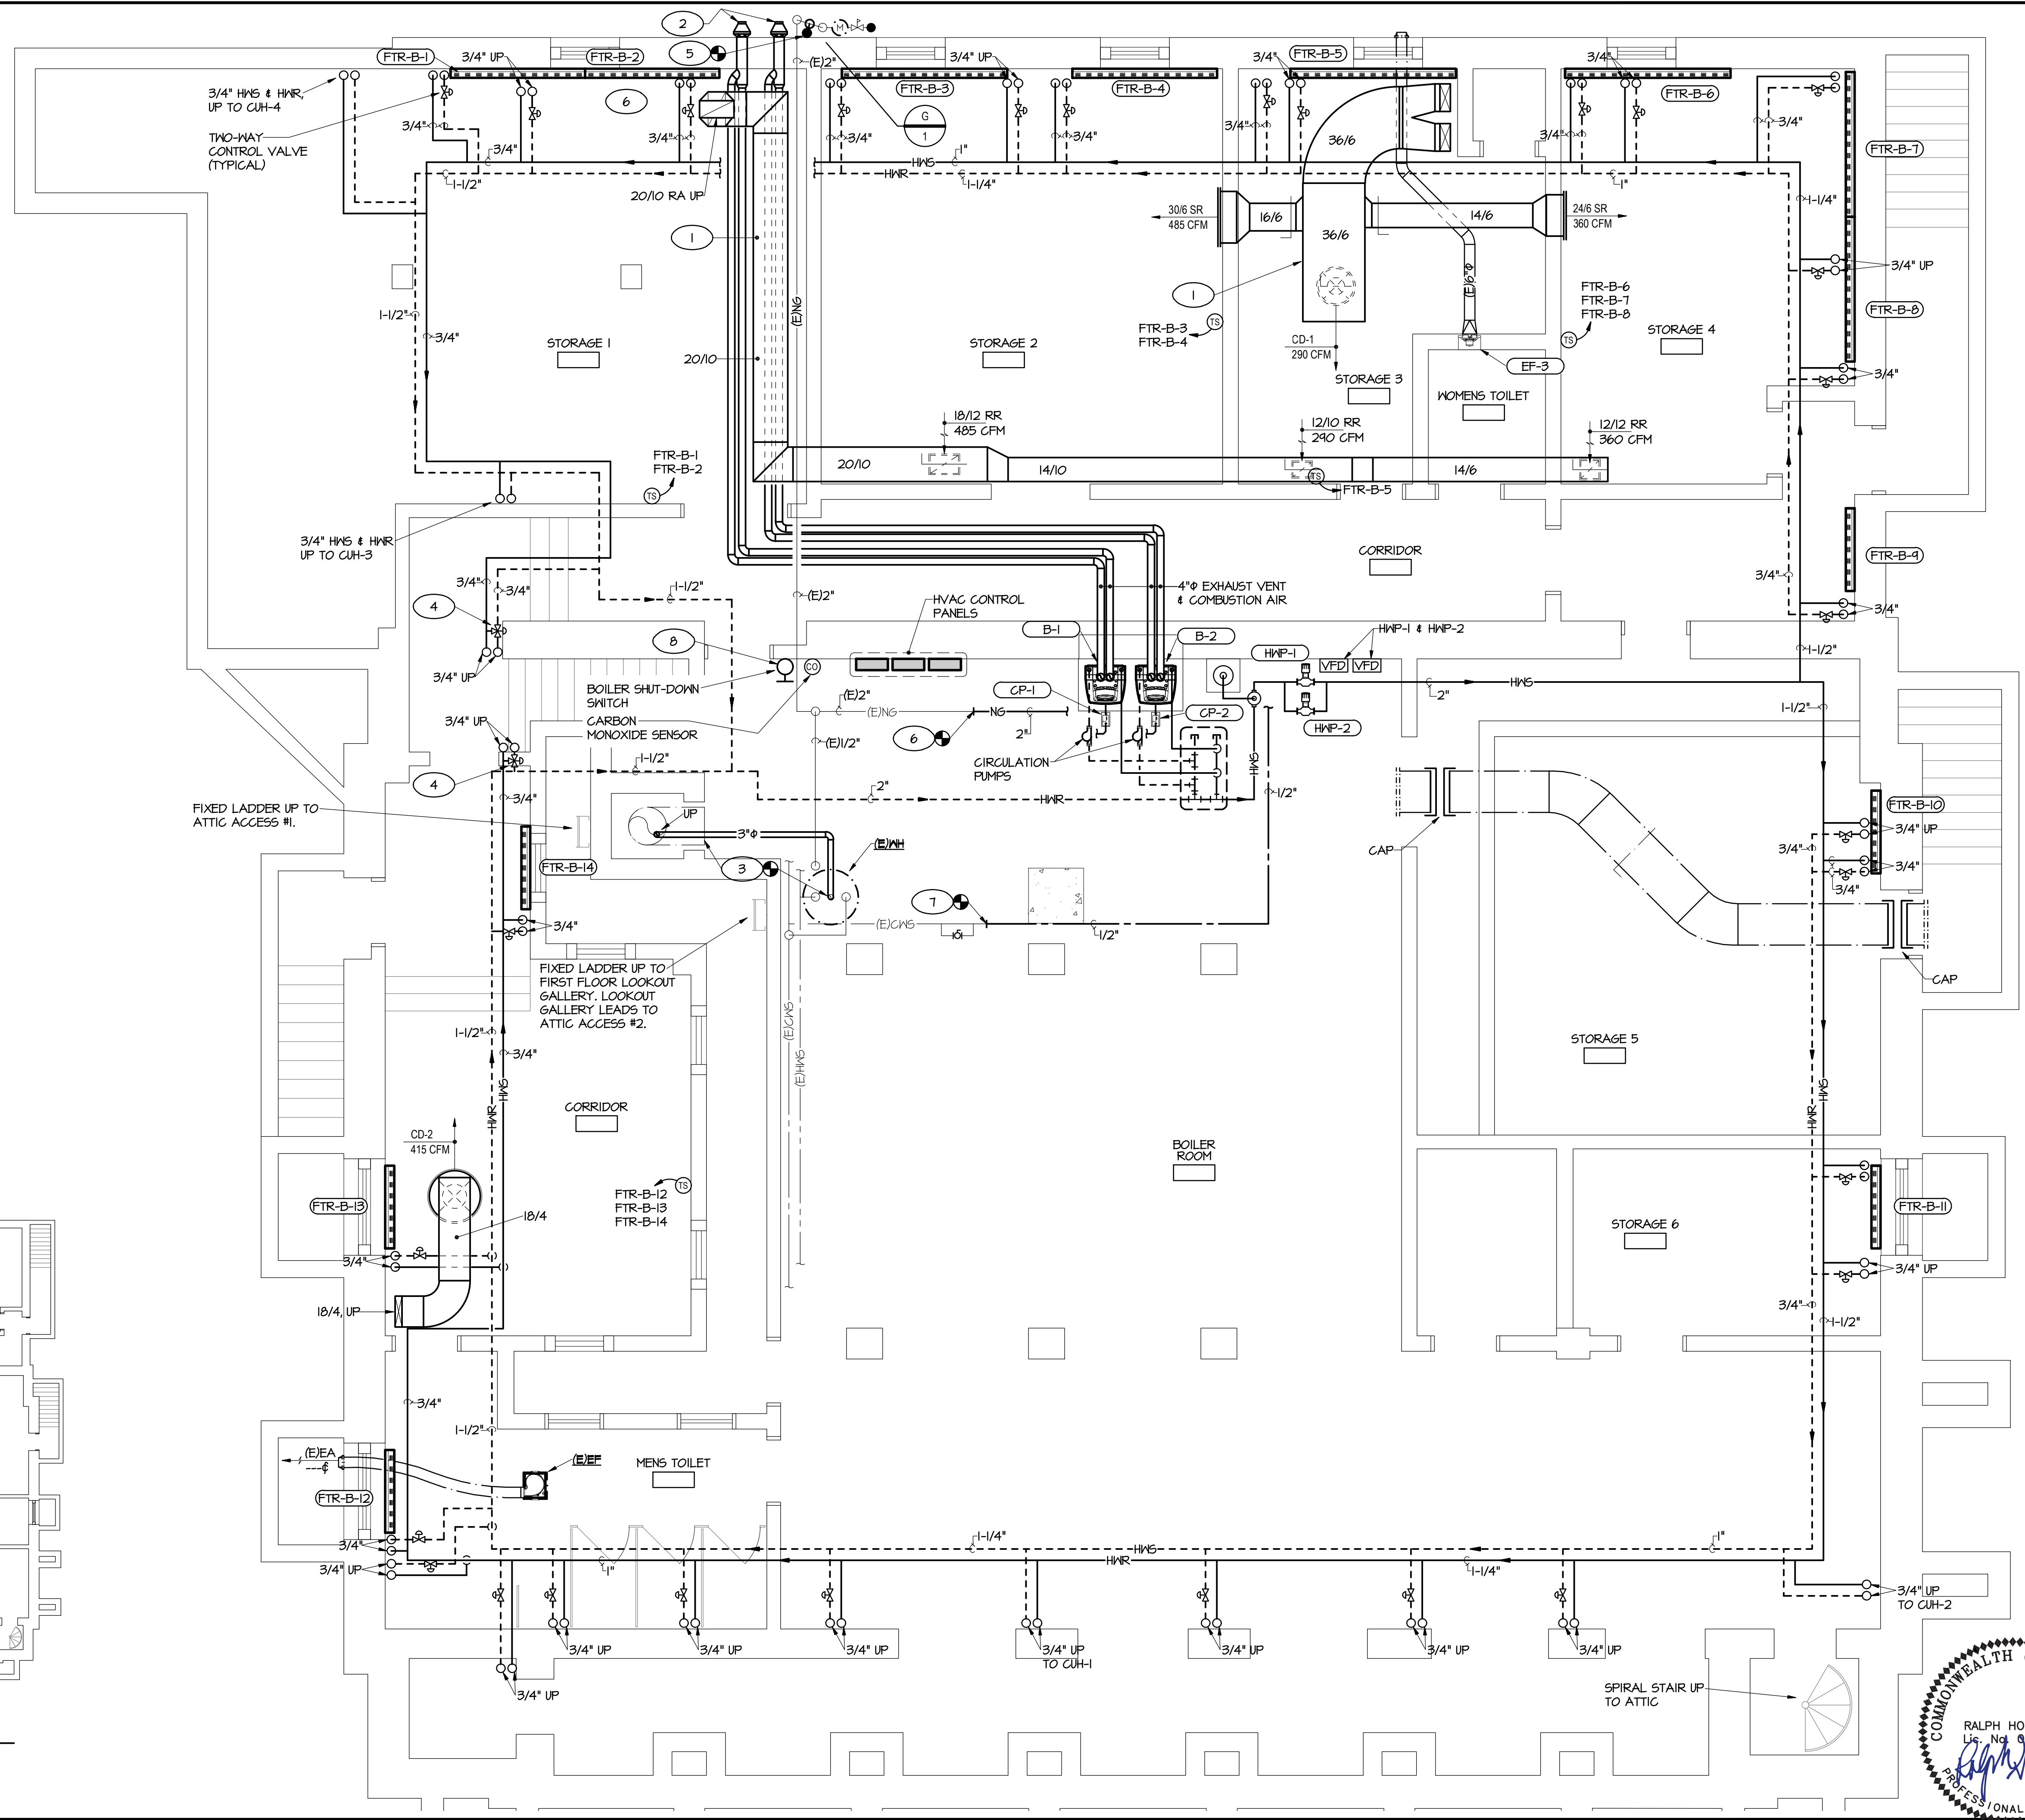 2
5
FTR-B-1
3/4" UP
FTR-B-2
(E)2"
M
3/4" UP
3/4"
FTR-B-5
3/4"
3/4" HWS & HWR,
UP TO CUH-4
6
FTR-B-3
FTR-B-4
FTR-B-6
TWO-WAY
CONTROL VALVE
(TYPICAL)
3/4"
3/4"
3/4"
3/4"
G
1
3/4"
3/4"
3/4"
3/4"
36/6
FTR-B-7
HWS
1"
HWR
1-1/2"
1-1/4"
1"
20/10 RA UP
1-1/4"
30/6 SR
485 CFM
16/6
14/6
24/6 SR
360 CFM
1
36/6
3/4" UP
(E)6"Φ
(E)NG
1
FTR-B-6
FTR-B-7
FTR-B-8
FTR-B-8
1-1/2"
3/4"
FTR-B-3
FTR-B-4
TS
TS
STORAGE 1
STORAGE 2
STORAGE 4
20/10
CD-1
290 CFM
EF-3
STORAGE 3
3/4"
WOMENS TOILET
18/12 RR
485 CFM
12/10 RR
290 CFM
12/12 RR
360 CFM
FTR-B-1
FTR-B-2
20/10
14/10
14/6
TS
TS
FTR-B-5
3/4" HWS & HWR
UP TO CUH-3
CORRIDOR
FTR-B-9
3/4"
3/4"
3/4"
1-1/2"
(E)2"
4"Φ EXHAUST VENT
& COMBUSTION AIR
HVAC CONTROL
PANELS
4
3/4"
8
B-1
B-2
HWP-1 & HWP-2
1-1/2"
HWP-1
VFD
VFD
CO
3/4" UP
BOILER SHUT-DOWN
SWITCH
(E)2"
CP-1
HWS
2"
(E)NG
NG
CP-2
1-1/2"
3/4" UP
CARBON
MONOXIDE SENSOR
(E)1/2"
6
2"
HWP-2
1-1/2"
CIRCULATION
PUMPS
HWS
4
3/4"
2"
HWR
1/2"
FIXED LADDER UP TO
ATTIC ACCESS #1.
UP
3"Φ
FTR-B-10
3/4" UP
(E)WH
CAP
3/4"
FTR-B-14
3
3/4"
3/4"
7
3/4"
(E)CWS
1/2"
FIXED LADDER UP TO
FIRST FLOOR LOOKOUT
GALLERY. LOOKOUT
GALLERY LEADS TO
ATTIC ACCESS #2.
CAP
(E)CWS
1-1/2"
3/4"
(E)HWS
STORAGE 5
HWS
HWR
HWS
HWR
CORRIDOR
CD-2
415 CFM
BOILER
ROOM
TS
FTR-B-12
FTR-B-13
FTR-B-14
FTR-B-13
FTR-B-11
18/4
STORAGE 6
3/4"
3/4" UP
18/4, UP
3/4"
1-1/2"
3/4"
1-1/2"
(E)EA
(E)EF
MENS TOILET
FTR-B-12
3/4"
1-1/4"
1"
HWS
HWR
3/4" UP
1"
1-1/4"
3/4" UP
TO CUH-2
3/4" UP
3/4" UP
3/4" UP
3/4" UP
TO CUH-1
3/4" UP
3/4" UP
3/4" UP
3/4" UP
SPIRAL STAIR UP
TO ATTIC
COMMONWEALTH
RALPH HO
Lic. No.
PROFESSIONAL